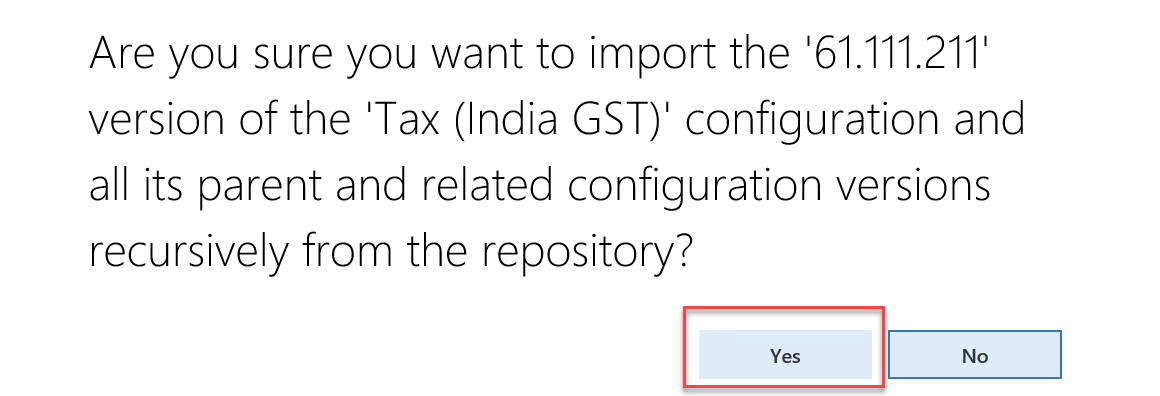 Are you sure you want to import the '61.111.211'
version of the 'Tax (India GST)' configuration and
all its parent and related configuration versions
recursively from the repository?
Yes
No